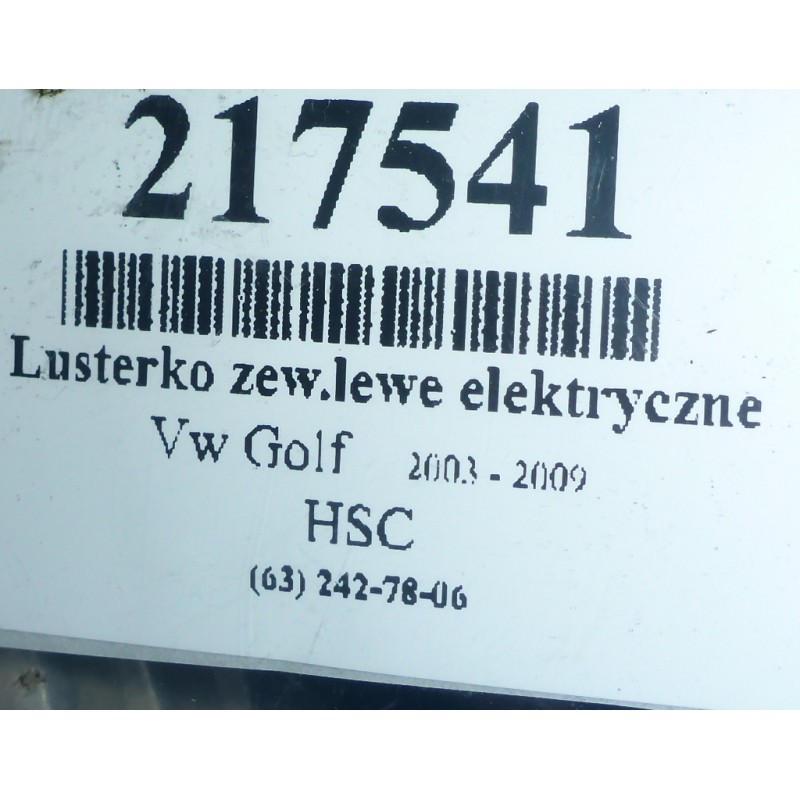 217541
Lusterko zew.lewe elektryczne
Vw Golf 2003 - 2009
HSC
(63) 242-78-06